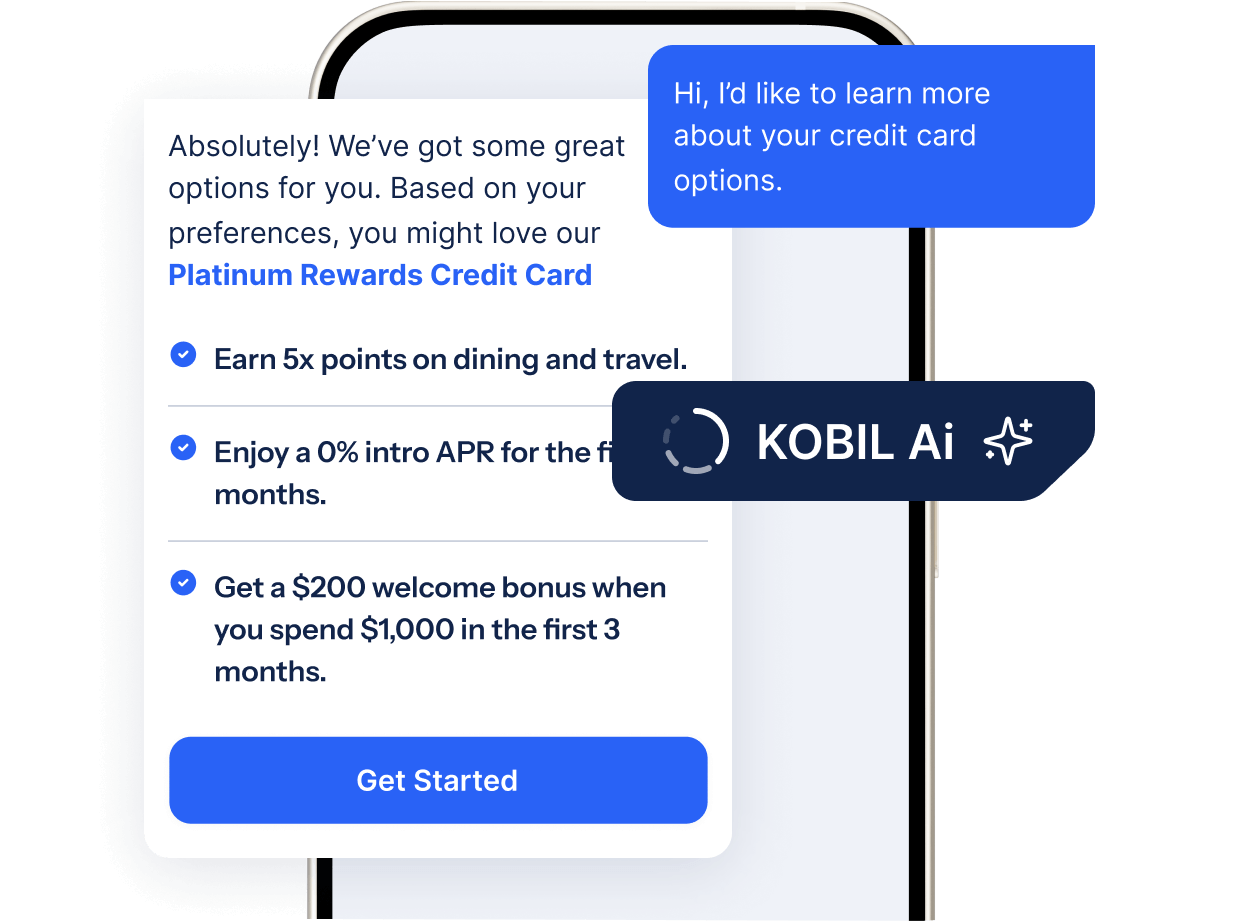 Hi, I’d like to learn more
about your credit card
options.
Absolutely! We’ve got some great
options for you. Based on your
preferences, you might love our
Platinum Rewards Credit Card
Earn 5x points on dining and travel.
Enjoy a 0% intro APR for the
months.
KOBIL Ai
Get a $200 welcome bonus when
you spend $1,000 in the first 3
months.
Get Started